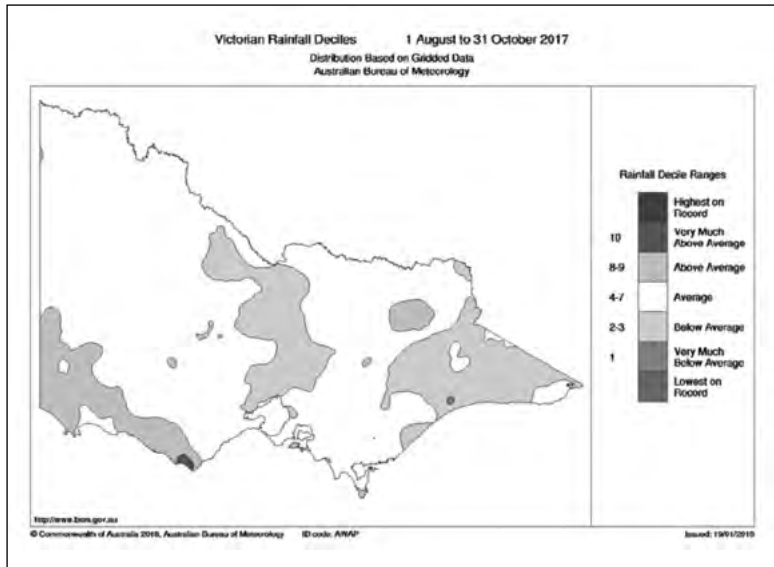 Victorian Rainfall Deciles 1 August to 31 October 2017
Distribution Based on Gridded Data
Australian Bureau of Meteorology
Rainfall Decile Ranges
Highest on
Record
10 Very Much
Above Average
8-9 Above Average
4-7 Average
2-3 Below Average
1 Very Much
Below Average
Lowest on
Record
http://www.bom.gov.au
© Commonwealth of Australia 2018, Australian Bureau of Meteorology ID code: AWAP Issued: 19/01/2018